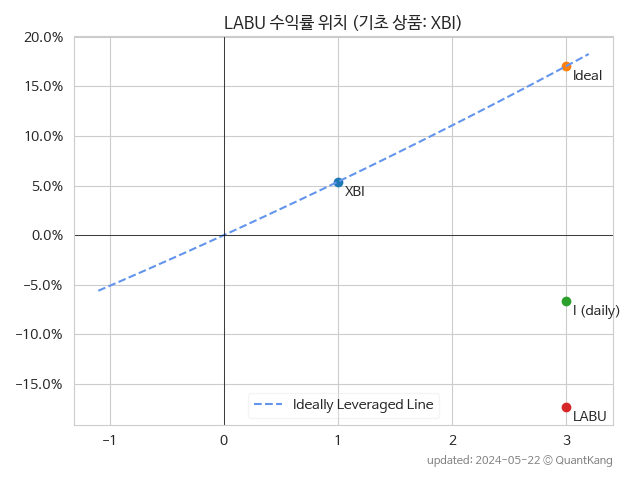 LABU 수익률 위치 (기초 상품: XBI)
20.0%
15.0%
10.0%
5.0%
0.0%
−5.0%
−10.0%
−15.0%
Ideal
XBI
I (daily)
LABU
Ideally Leveraged Line
−1 0 1 2 3
updated: 2024-05-22 © QuantKang